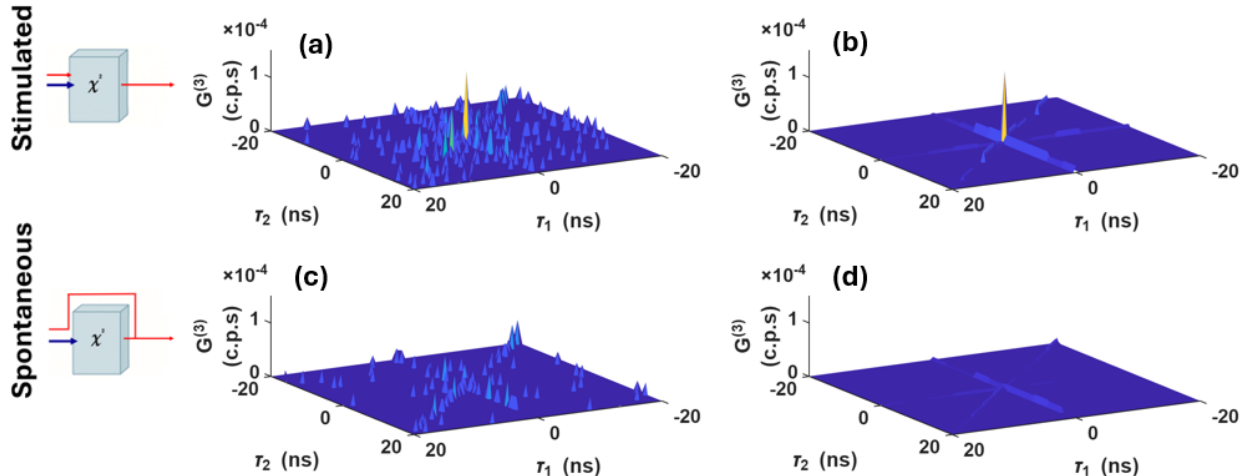 Stimulated
χ³
(a)
×10⁻⁴
G⁽³⁾
(c.p.s)
1
0
-20
0
20
τ₂ (ns)
20
0
-20
τ₁ (ns)
(b)
×10⁻⁴
G⁽³⁾
(c.p.s)
1
0
-20
0
20
τ₂ (ns)
20
0
-20
τ₁ (ns)
Spontaneous
χ³
(c)
×10⁻⁴
G⁽³⁾
(c.p.s)
1
0
-20
0
20
τ₂ (ns)
20
0
-20
τ₁ (ns)
(d)
×10⁻⁴
G⁽³⁾
(c.p.s)
1
0
-20
0
20
τ₂ (ns)
20
0
-20
τ₁ (ns)